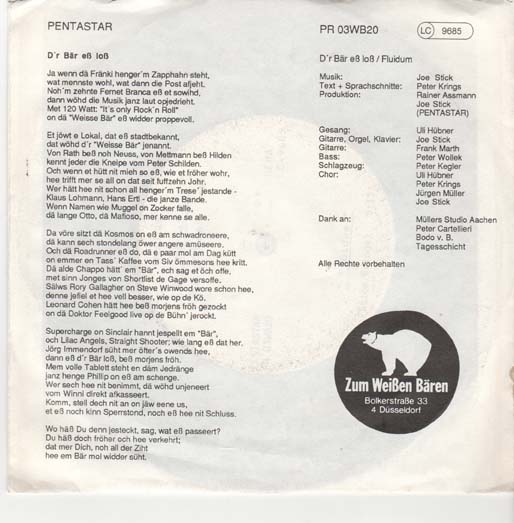 PENTASTAR
PR 03WB20
LC 9685
D'r Bär eß loß
Ja wenn dä Fränki henger'm Zapphahn steht,
wat mennste wohl, wat dann die Post afjeht.
Noh'm zehnte Fernet Branca eß et sowihd,
dann wöhd die Musik janz laut opjedrieht.
Met 120 Watt: "It's only Rock'n Roll"
on dä "Weisse Bär" eß widder proppevoll.
Et jöwt e Lokal, dat eß stadtbekannt,
dat wöhd d'r "Weisse Bär" jenannt.
Von Rath beß noh Neuss, von Mettmann beß Hilden
kennt jeder die Kneipe vom Peter Schilden.
Och wenn et hütt nit mieh so eß, wie et fröher wohr,
hee trifft mer se all on dat seit fuffzehn Johr.
Wer hätt hee nit schon all henger'm Trese' jestande -
Klaus Lohmann, Hans Ertl - die janze Bande.
Wenn Namen wie Muggel on Zocker falle,
dä lange Otto, dä Mafioso, mer kenne se alle.
Da vöre sitzt dä Kosmos on eß am schwadroneere,
dä kann sech stondelang öwer angere amüseere.
Och dä Roadrunner eß do, dä e paar mol am Dag kütt
on emmer en Tass' Kaffee vom Siv ömmesons hee kritt.
Dä alde Chappo hätt' em "Bär", ech sag et öch offe,
met sinn Jonges von Shortlist de Gage versoffe.
Sälws Rory Gallagher on Steve Winwood wore schon hee,
denne jefiel et hee voll besser, wie op de Kö.
Leonard Cohen hätt hee beß morjens fröh gezockt
on dä Doktor Feelgood live op de Bühn' jerockt.
Supercharge on Sinclair hannt jespellt em "Bär",
och Lilac Angels, Straight Shooter; wie lang eß dat her.
Jörg Immendorf süht mer öfter's owends hee,
dann eß d'r Bär loß, beß morjens fröh.
Mem volle Tablett steht en däm Jedränge
janz henge Phillip on eß am schenge.
Wer sech hee nit benimmt, dä wöhd unjeneert
vom Winni direkt afkasseert.
Komm, stell dech nit an on jäw eene us,
et eß noch kinn Sperrstond, noch eß hee nit Schluss.
Wo häß Du denn jesteckt, sag, wat eß passeert?
Du häß doch fröher och hee verkehrt;
dat mer Dich, noh all der Ziht
hee em Bär mol widder süht.
D'r Bär eß loß / Fluidum
Musik: Joe Stick
Text + Sprachschnitte: Peter Krings
Produktion: Rainer Assmann
Joe Stick
(PENTASTAR)
Gesang: Uli Hübner
Gitarre, Orgel, Klavier: Joe Stick
Gitarre: Frank Marth
Bass: Peter Wollek
Schlagzeug: Peter Kegler
Chor: Uli Hübner
Peter Krings
Jürgen Müller
Joe Stick
Dank an: Müllers Studio Aachen
Peter Cartellieri
Bodo v. B.
Tagesschicht
Alle Rechte vorbehalten
Zum Weißen Bären
Bolkerstraße 33
4 Düsseldorf